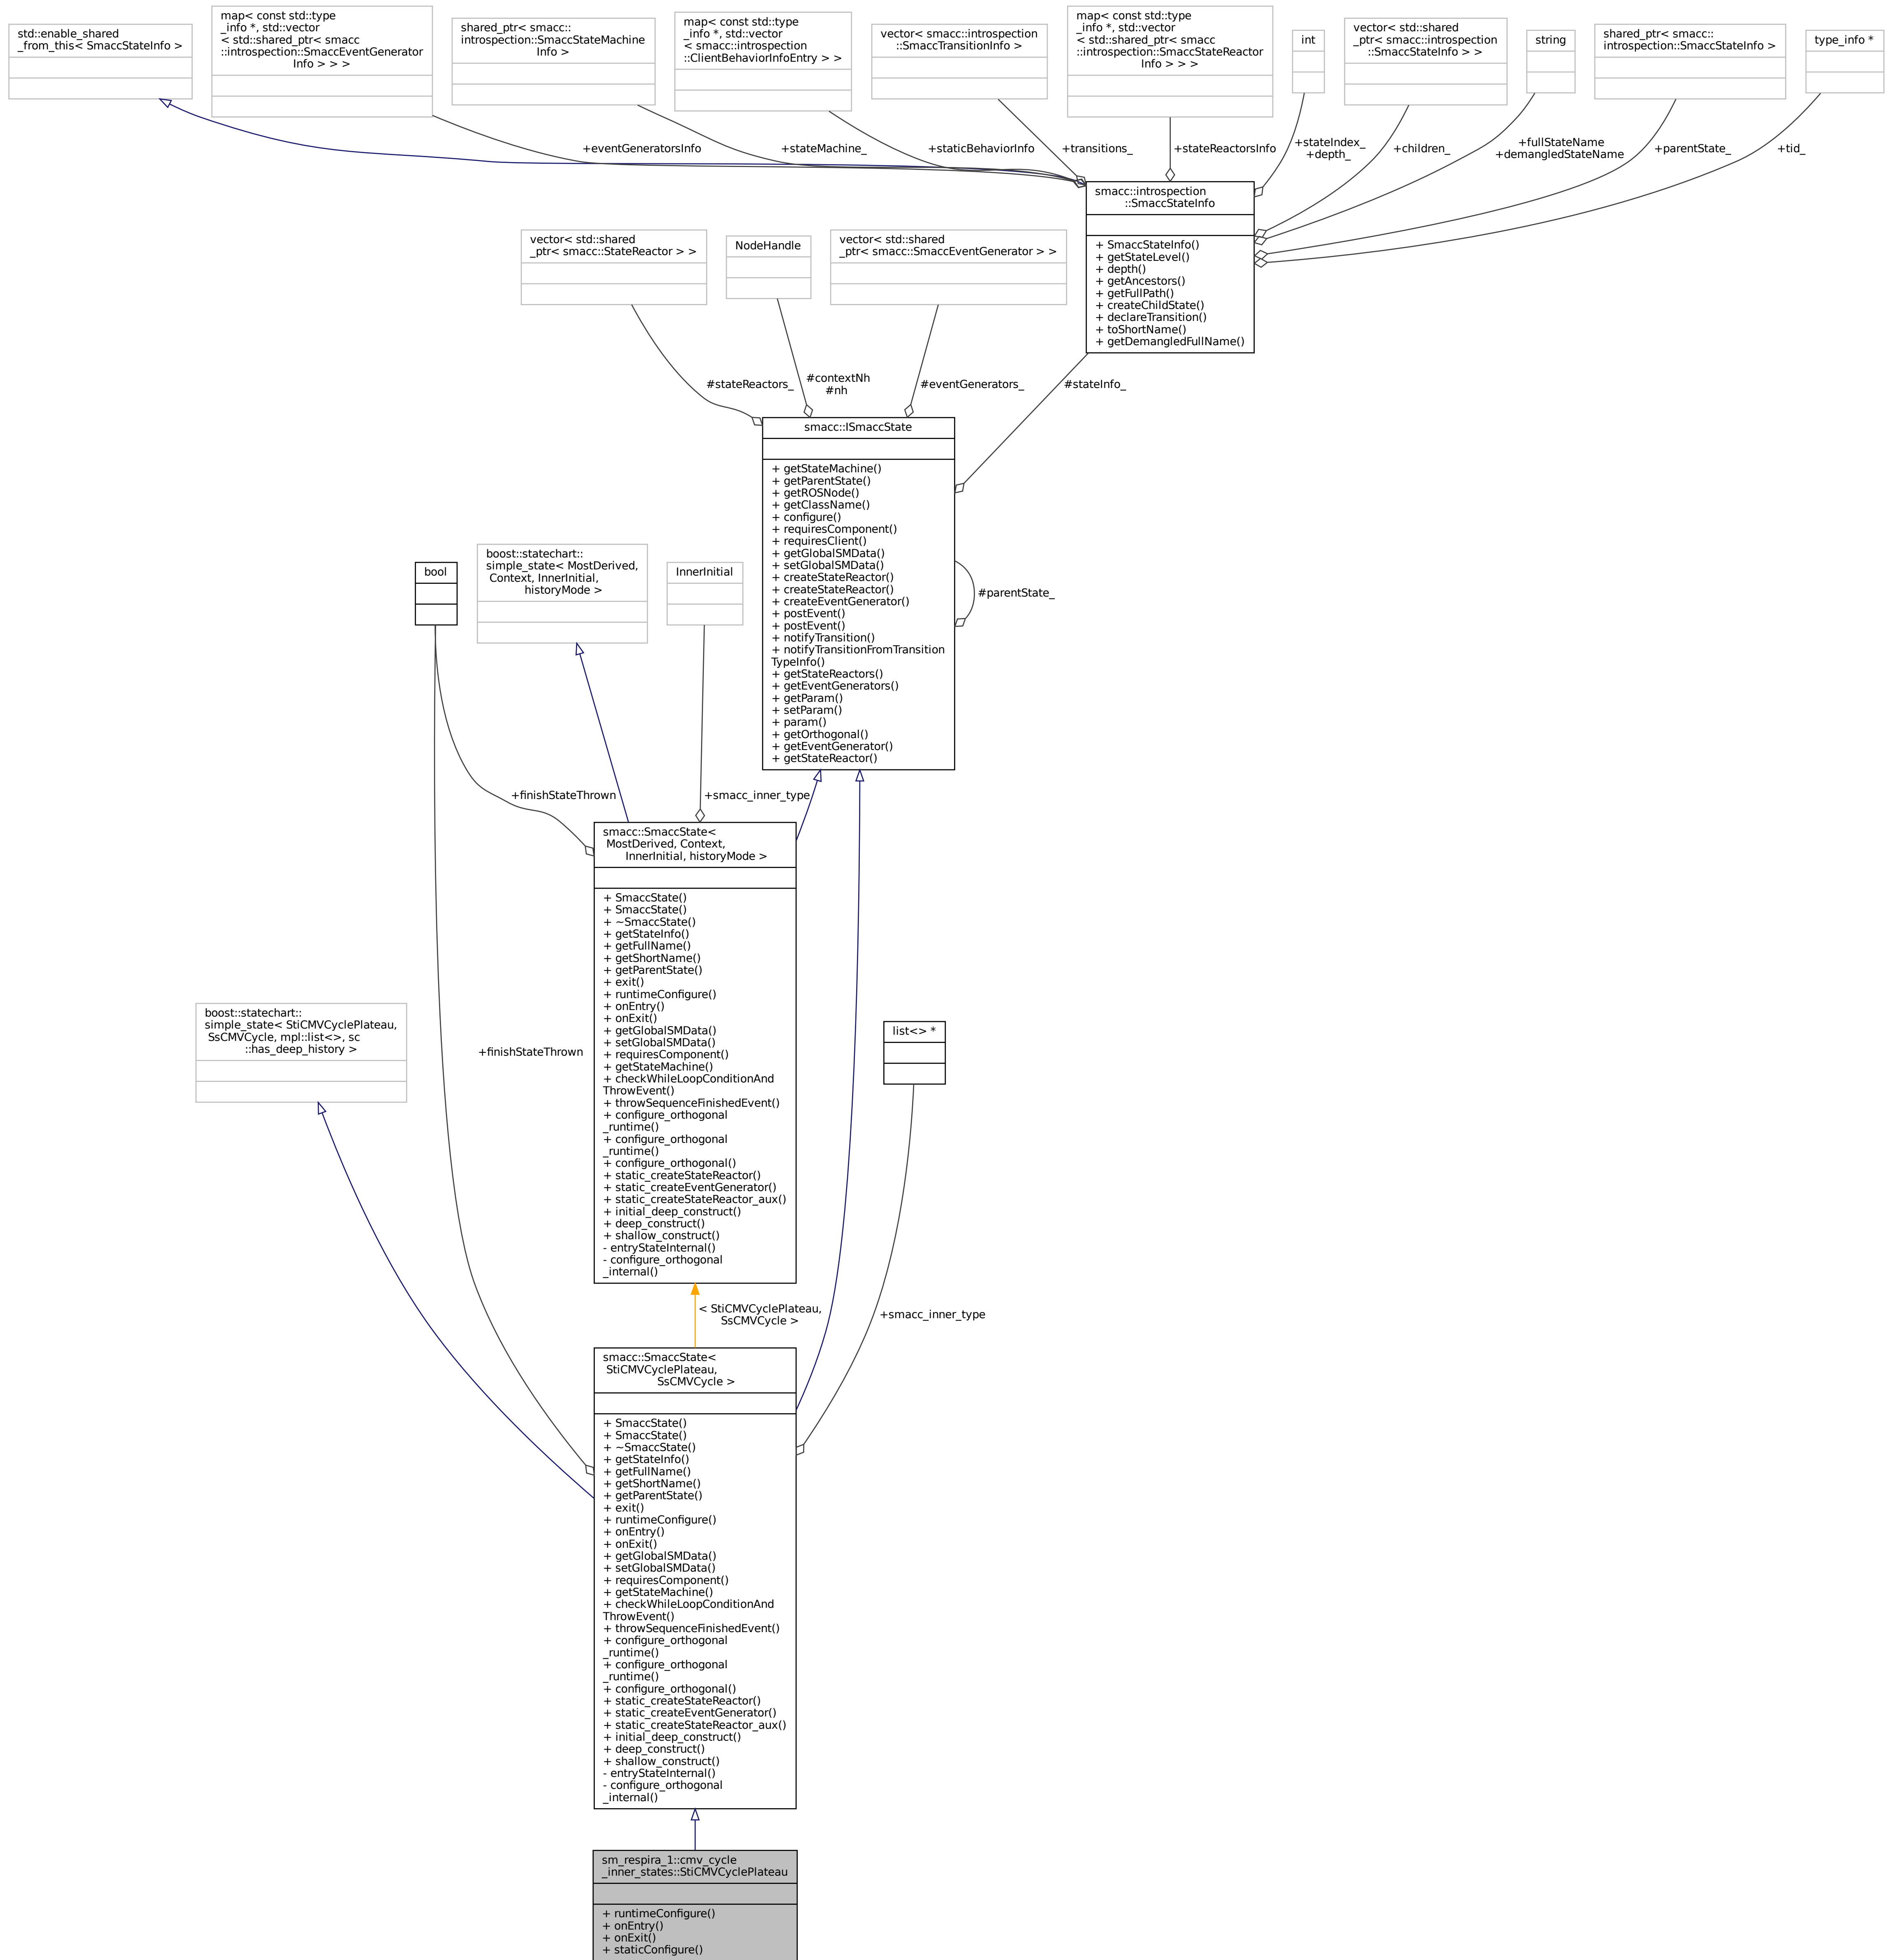 std::enable_shared
_from_this< SmaccStateInfo >
map< const std::type
_info *, std::vector
< std::shared_ptr< smacc
::introspection::SmaccEventGenerator
Info > > >
shared_ptr< smacc::
introspection::SmaccStateMachine
Info >
map< const std::type
_info *, std::vector
< smacc::introspection
::ClientBehaviorInfoEntry > >
vector< smacc::introspection
::SmaccTransitionInfo >
map< const std::type
_info *, std::vector
< std::shared_ptr< smacc
::introspection::SmaccStateReactor
Info > > >
int
vector< std::shared
_ptr< smacc::introspection
::SmaccStateInfo > >
string
shared_ptr< smacc::
introspection::SmaccStateInfo >
type_info *
+eventGeneratorsInfo
+stateMachine_
+staticBehaviorInfo
+transitions_
+stateReactorsInfo
+stateIndex_
+depth_
+children_
+fullStateName
+demangledStateName
+parentState_
+tid_
smacc::introspection
::SmaccStateInfo
+ SmaccStateInfo()
+ getStateLevel()
+ depth()
+ getAncestors()
+ getFullPath()
+ createChildState()
+ declareTransition()
+ toShortName()
+ getDemangledFullName()
vector< std::shared
_ptr< smacc::StateReactor > >
NodeHandle
vector< std::shared
_ptr< smacc::SmaccEventGenerator > >
#stateReactors_
#contextNh
#nh
#eventGenerators_
#stateInfo_
smacc::ISmaccState
+ getStateMachine()
+ getParentState()
+ getROSNode()
+ getClassName()
+ configure()
+ requiresComponent()
+ requiresClient()
+ getGlobalSMData()
+ setGlobalSMData()
+ createStateReactor()
+ createStateReactor()
+ createEventGenerator()
+ postEvent()
+ postEvent()
+ notifyTransition()
+ notifyTransitionFromTransition
TypeInfo()
+ getStateReactors()
+ getEventGenerators()
+ getParam()
+ setParam()
+ param()
+ getOrthogonal()
+ getEventGenerator()
+ getStateReactor()
#parentState_
bool
boost::statechart::
simple_state< MostDerived,
Context, InnerInitial,
historyMode >
InnerInitial
+finishStateThrown
+smacc_inner_type
smacc::SmaccState<
MostDerived, Context,
InnerInitial, historyMode >
+ SmaccState()
+ SmaccState()
+ ~SmaccState()
+ getStateInfo()
+ getFullName()
+ getShortName()
+ getParentState()
+ exit()
+ runtimeConfigure()
+ onEntry()
+ onExit()
+ getGlobalSMData()
+ setGlobalSMData()
+ requiresComponent()
+ getStateMachine()
+ checkWhileLoopConditionAnd
ThrowEvent()
+ throwSequenceFinishedEvent()
+ configure_orthogonal
_runtime()
+ configure_orthogonal
_runtime()
+ configure_orthogonal()
+ static_createStateReactor()
+ static_createEventGenerator()
+ static_createStateReactor_aux()
+ initial_deep_construct()
+ deep_construct()
+ shallow_construct()
- entryStateInternal()
- configure_orthogonal
_internal()
boost::statechart::
simple_state< StiCMVCyclePlateau,
SsCMVCycle, mpl::list<>, sc
::has_deep_history >
+finishStateThrown
list<> *
< StiCMVCyclePlateau,
SsCMVCycle >
+smacc_inner_type
smacc::SmaccState<
StiCMVCyclePlateau,
SsCMVCycle >
+ SmaccState()
+ SmaccState()
+ ~SmaccState()
+ getStateInfo()
+ getFullName()
+ getShortName()
+ getParentState()
+ exit()
+ runtimeConfigure()
+ onEntry()
+ onExit()
+ getGlobalSMData()
+ setGlobalSMData()
+ requiresComponent()
+ getStateMachine()
+ checkWhileLoopConditionAnd
ThrowEvent()
+ throwSequenceFinishedEvent()
+ configure_orthogonal
_runtime()
+ configure_orthogonal
_runtime()
+ configure_orthogonal()
+ static_createStateReactor()
+ static_createEventGenerator()
+ static_createStateReactor_aux()
+ initial_deep_construct()
+ deep_construct()
+ shallow_construct()
- entryStateInternal()
- configure_orthogonal
_internal()
sm_respira_1::cmv_cycle
_inner_states::StiCMVCyclePlateau
+ runtimeConfigure()
+ onEntry()
+ onExit()
+ staticConfigure()